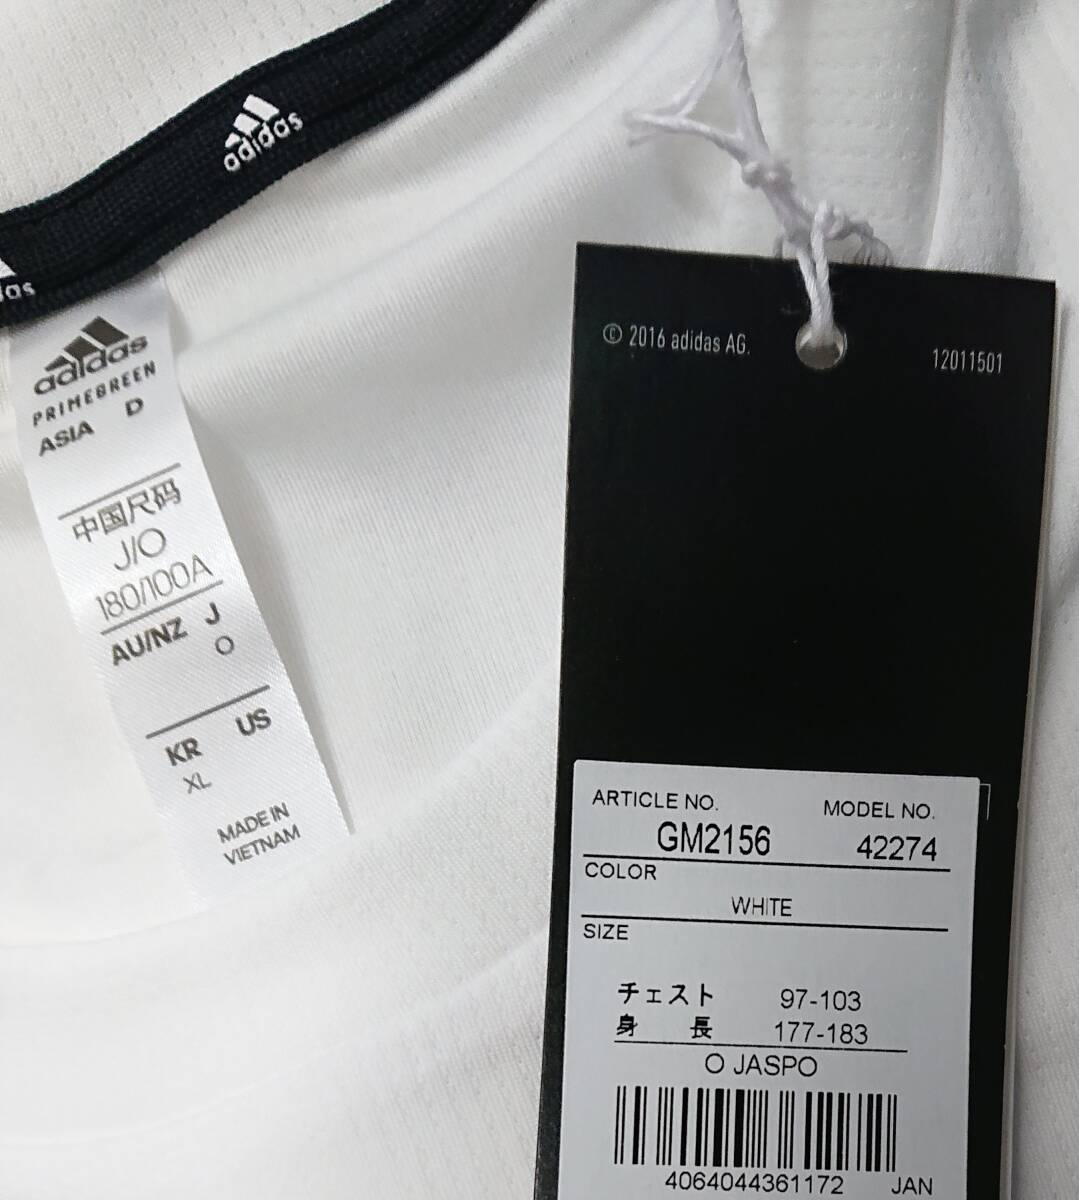 adidas
das
adidas
PRIMEGREEN
ASIA D
中国尺码
J/O
180/100A
AU/NZ J
O
KR US
XL
MADE IN
VIETNAM
© 2016 adidas AG.
12011501
ARTICLE NO. MODEL NO.
GM2156 42274
COLOR
WHITE
SIZE
チェスト 97-103
身 長 177-183
O JASPO
4064044361172 JAN